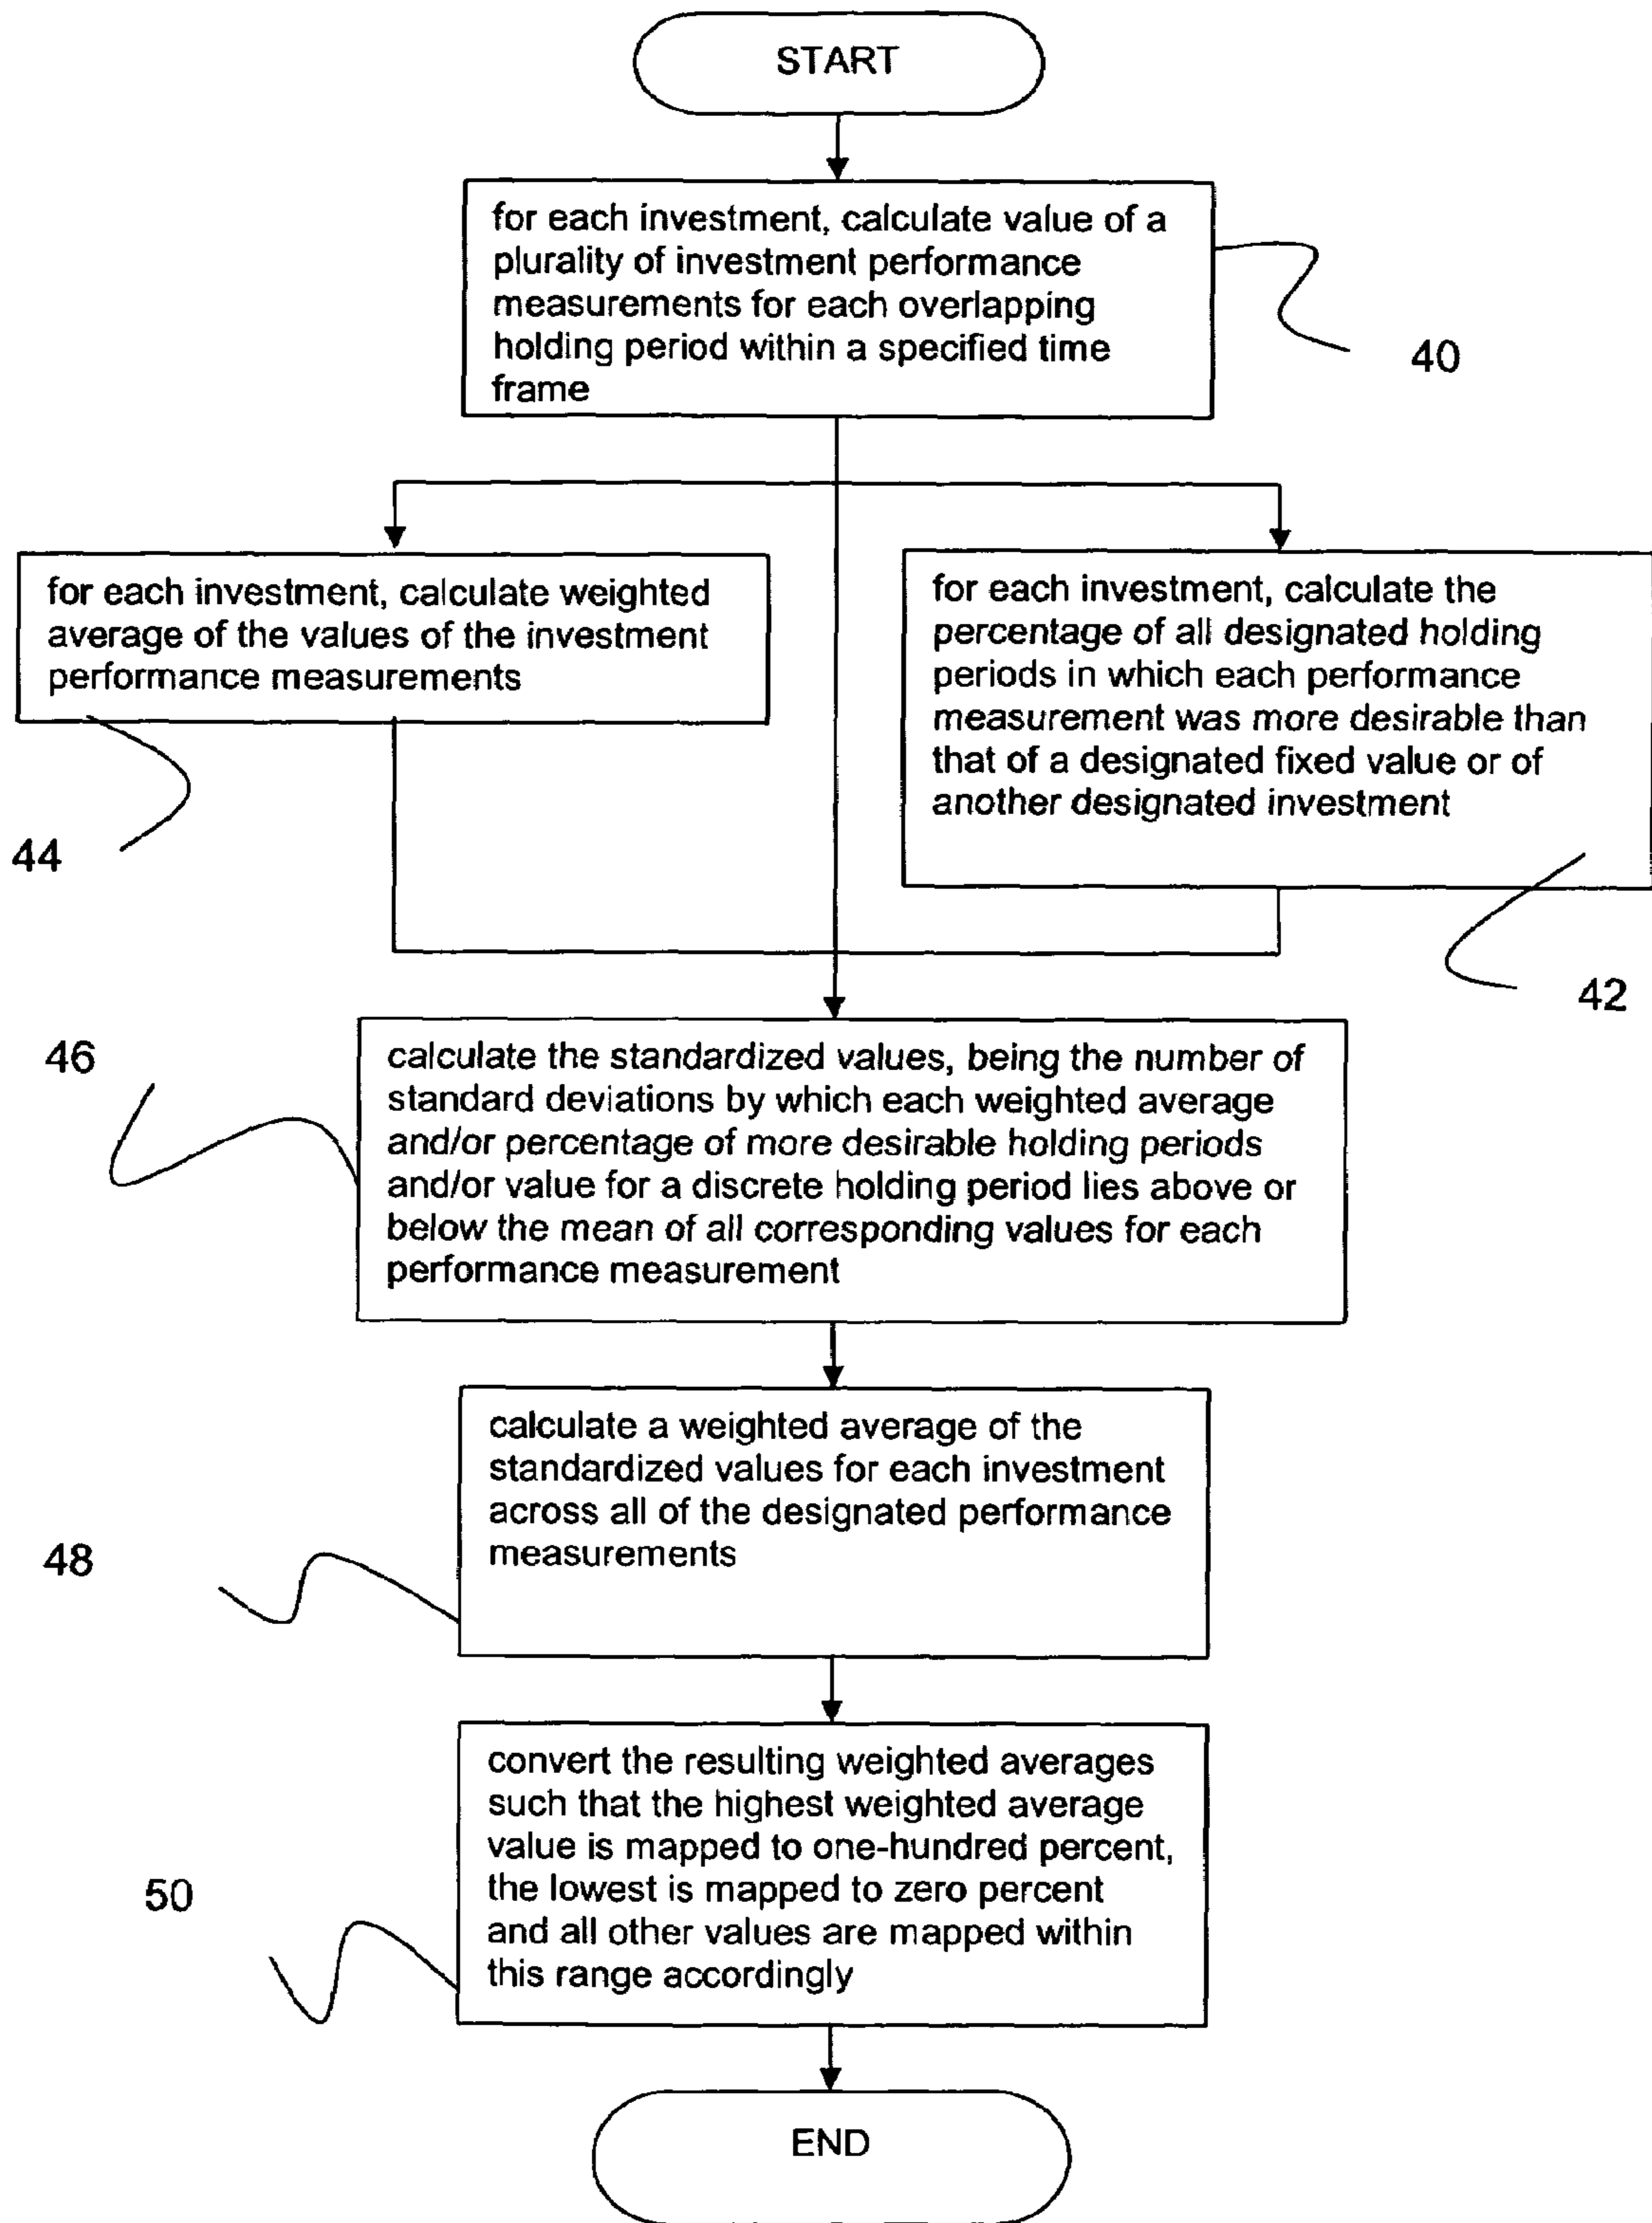 START
for each investment, calculate value of a
plurality of investment performance
measurements for each overlapping
holding period within a specified time
frame
40
for each investment, calculate weighted
average of the values of the investment
performance measurements
44
for each investment, calculate the
percentage of all designated holding
periods in which each performance
measurement was more desirable than
that of a designated fixed value or of
another designated investment
42
46
calculate the standardized values, being the number of
standard deviations by which each weighted average
and/or percentage of more desirable holding periods
and/or value for a discrete holding period lies above or
below the mean of all corresponding values for each
performance measurement
calculate a weighted average of the
standardized values for each investment
across all of the designated performance
measurements
48
convert the resulting weighted averages
such that the highest weighted average
value is mapped to one-hundred percent,
the lowest is mapped to zero percent
and all other values are mapped within
this range accordingly
50
END